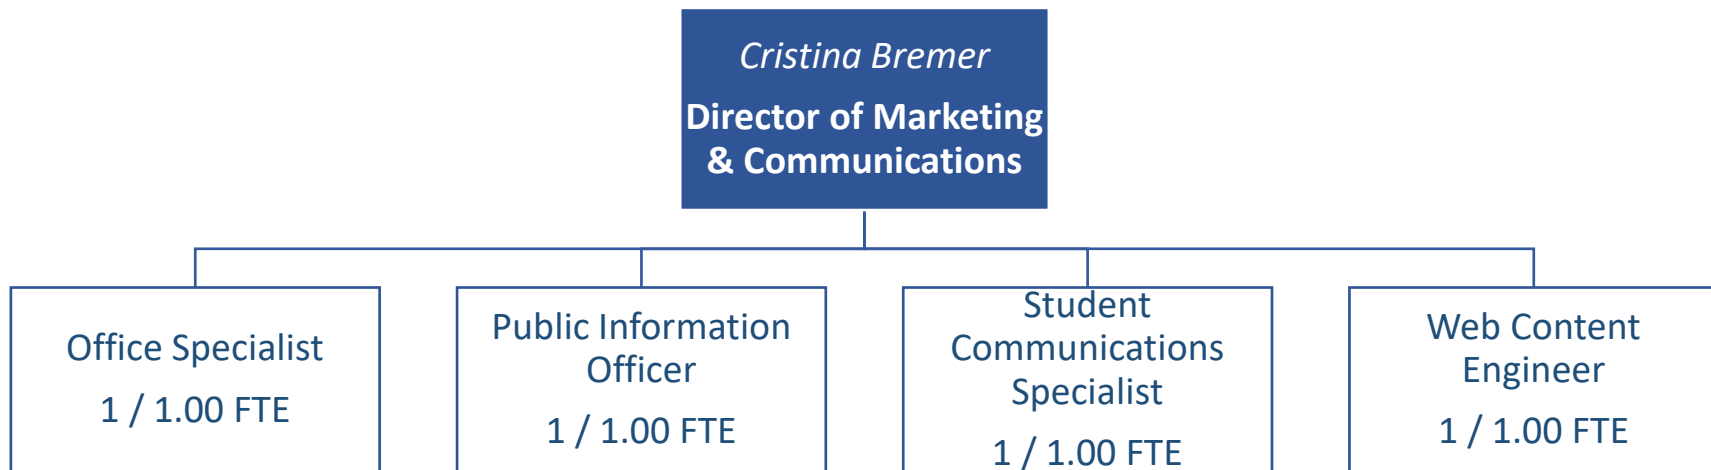 Cristina Bremer
Director of Marketing
& Communications
Office Specialist
1 / 1.00 FTE
Public Information
Officer
1 / 1.00 FTE
Student
Communications
Specialist
1 / 1.00 FTE
Web Content
Engineer
1 / 1.00 FTE